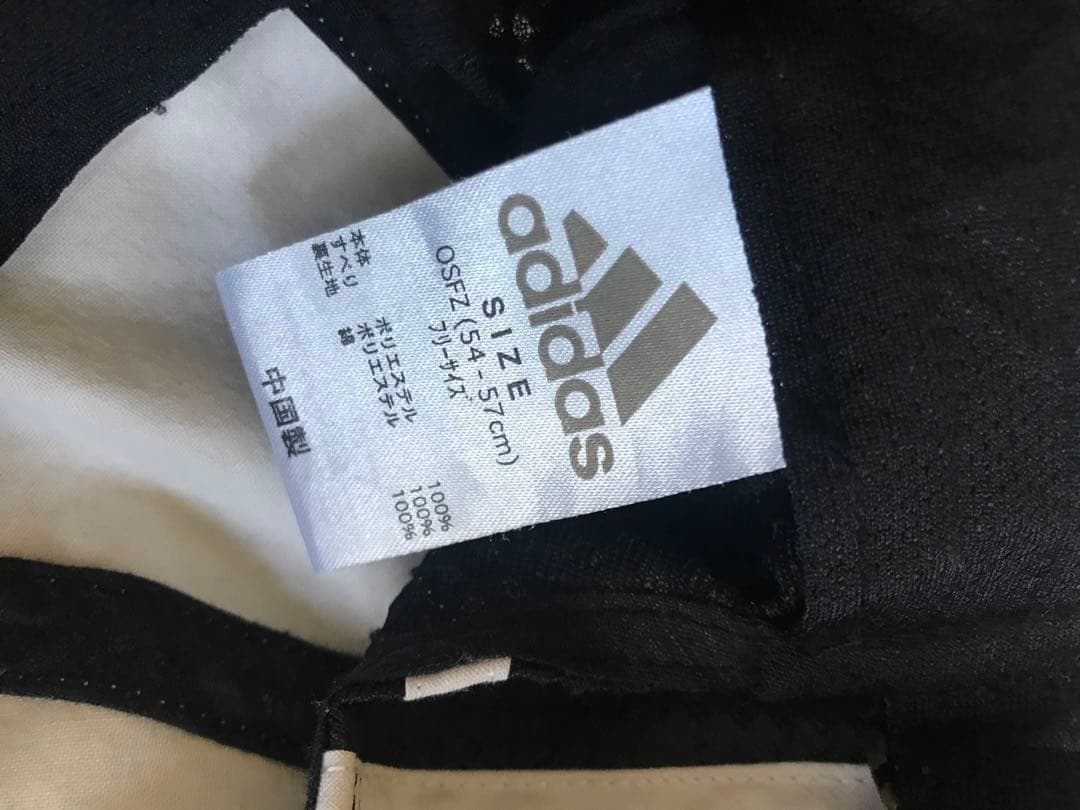 adidas
SIZE
OSFZ (54-57cm)
フリーサイズ
本体 ポリエステル 100%
すべり ポリエステル 100%
裏生地 綿 100%
中国製